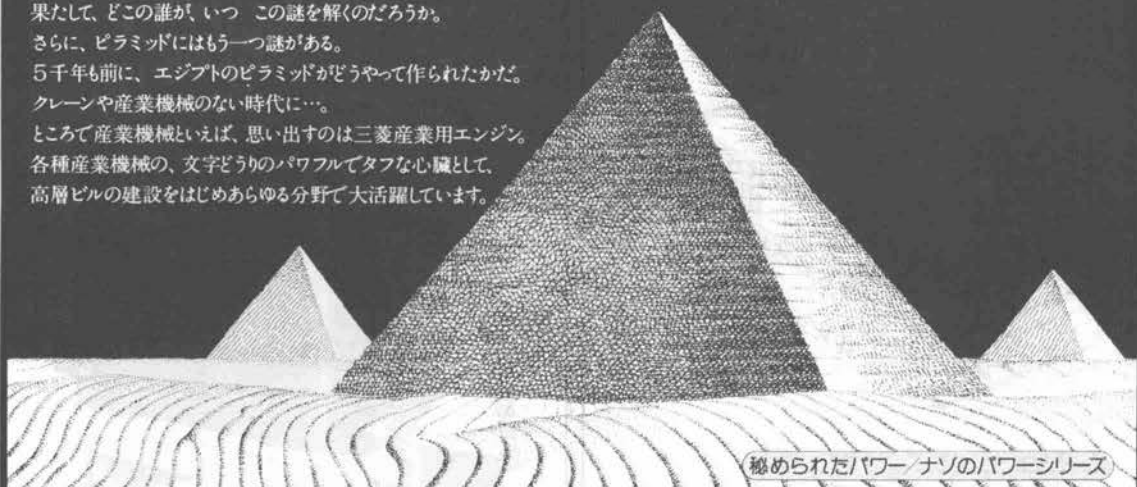 果たして、どこの誰が、いつ この謎を解くのだろうか。
さらに、ピラミッドにはもう一つ謎がある。
5千年も前に、エジプトのピラミッドがどうやって作られたかだ。
クレーンや産業機械のない時代に…。
ところで産業機械といえば、思い出すのは三菱産業用エンジン。
各種産業機械の、文字どうりのパワフルでタフな心臓として、
高層ビルの建設をはじめあらゆる分野で大活躍しています。
秘められたパワー/ナゾのパワーシリーズ